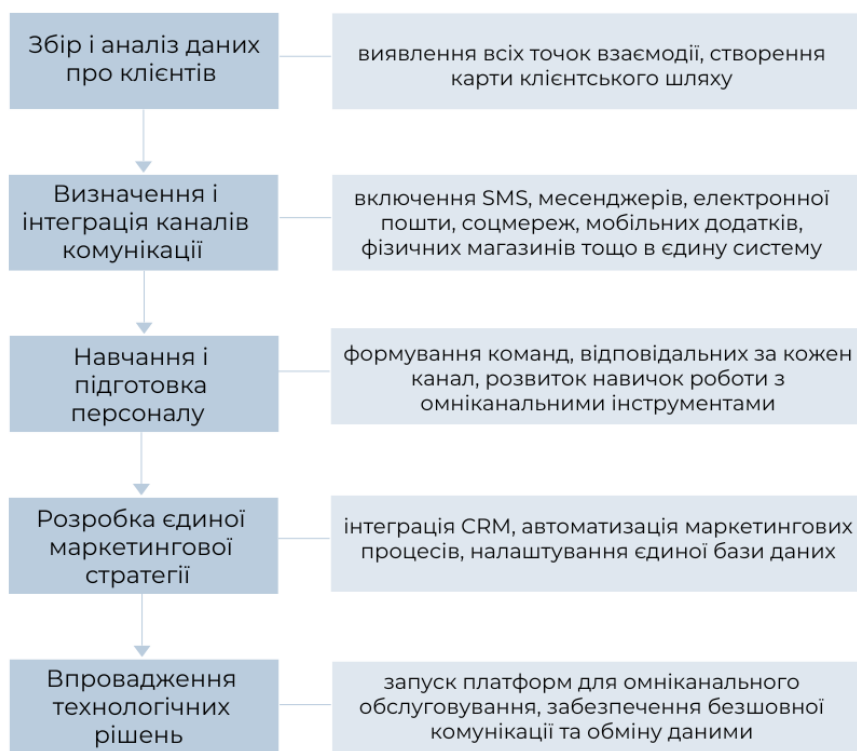 Збір і аналіз даних
про клієнтів
виявлення всіх точок взаємодії, створення
карти клієнтського шляху
Визначення і
інтеграція каналів
комунікації
включення SMS, месенджерів, електронної
пошти, соцмереж, мобільних додатків,
фізичних магазинів тощо в єдину систему
Навчання і
підготовка
персоналу
формування команд, відповідальних за кожен
канал, розвиток навичок роботи з
омніканальними інструментами
Розробка єдиної
маркетингової
стратегії
інтеграція CRM, автоматизація маркетингових
процесів, налаштування єдиної бази даних
Впровадження
технологічних
рішень
запуск платформ для омніканального
обслуговування, забезпечення безшовної
комунікації та обміну даними